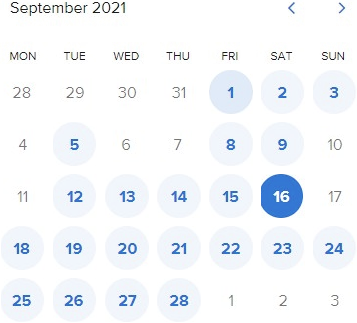 September 2021
MON TUE WED THU FRI SAT SUN
28 29 30 31 1 2 3
4 5 6 7 8 9 10
11 12 13 14 15 16 17
18 19 20 21 22 23 24
25 26 27 28 1 2 3